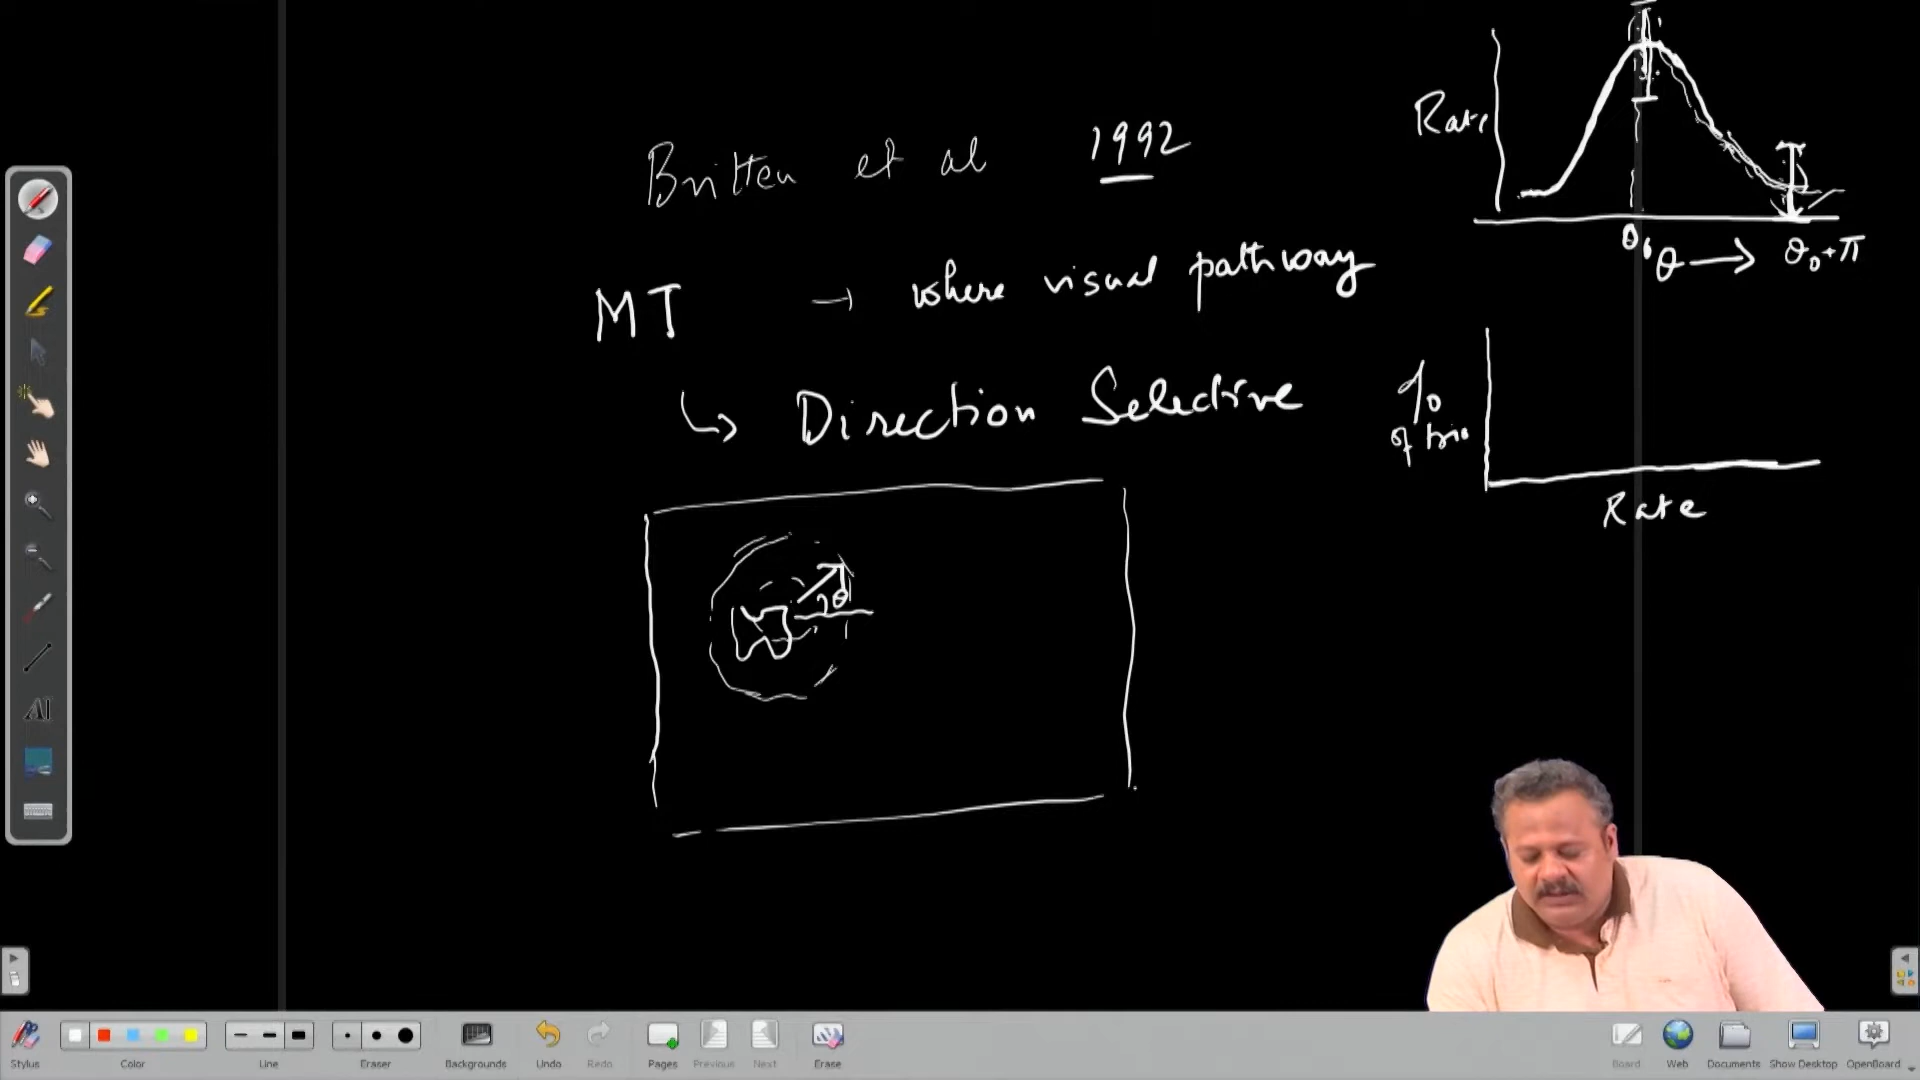 Britten et al 1992
MT → where visual pathway
↳ Direction Selective
θ
Rate
θ₀ θ → θ₀+π
%
of
Rate
Stylus
Color
Line
Eraser
Backgrounds
Undo
Redo
Pages
Previous
Next
Erase
Board
Web
Documents
Show Desktop
OpenBoard